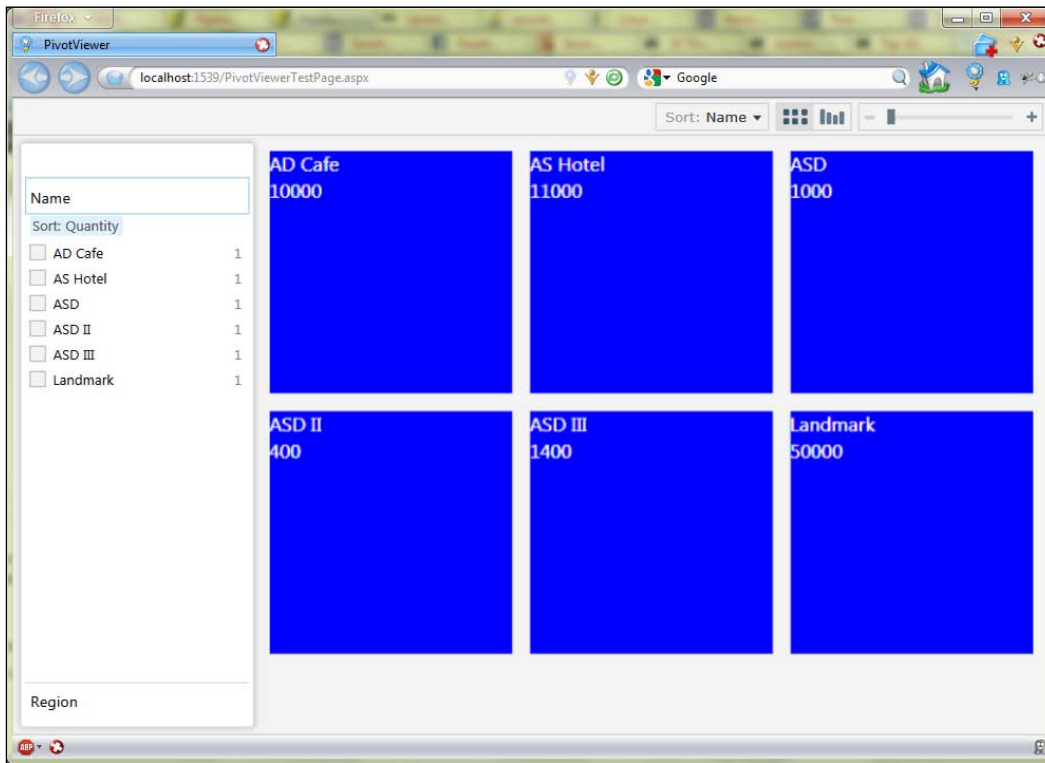 Firefox
PivotViewer
localhost:1539/PivotViewerTestPage.aspx
Google
Sort: Name
Name
Sort: Quantity
AD Cafe 1
AS Hotel 1
ASD 1
ASD II 1
ASD III 1
Landmark 1
Region
AD Cafe
10000
AS Hotel
11000
ASD
1000
ASD II
400
ASD III
1400
Landmark
50000
ABP